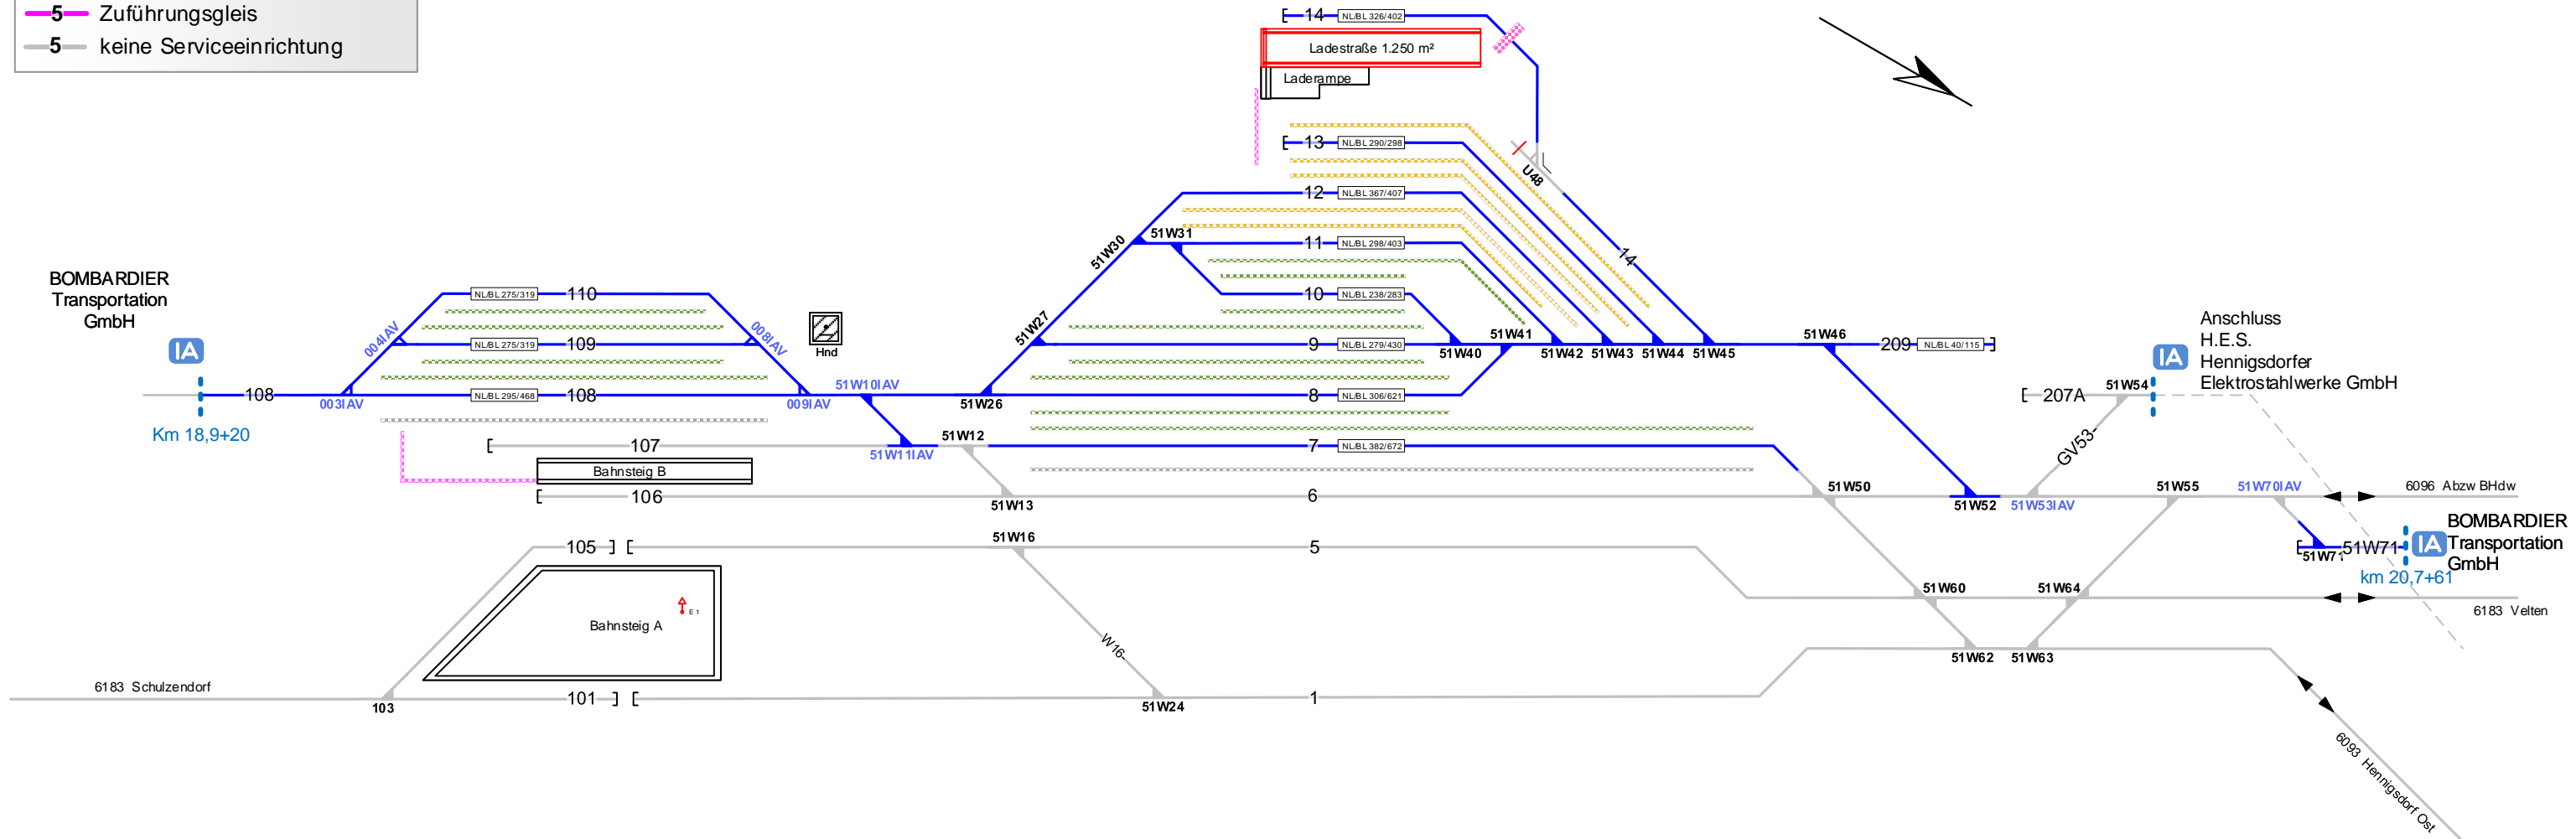 5 Zuführungsgleis
5 keine Serviceeinrichtung
14 NL/BL 326/402
Ladestraße 1.250 m²
Laderampe
13 NL/BL 290/298
U48
12 NL/BL 367/407
51W30
51W31
11 NL/BL 298/403
14
BOMBARDIER
Transportation
GmbH
IA
Km 18,9+20
NL/BL 275/319 110
004IAV
008IAV
NL/BL 275/319 109
Hnd
108
003IAV
NL/BL 295/468 108
009IAV
51W10IAV
51W11IAV
51W27
51W26
10 NL/BL 238/283
9 NL/BL 279/430
51W40
51W41
51W42
51W43
51W44
51W45
51W46
209 NL/BL 40/115
8 NL/BL 306/621
Anschluss
H.E.S.
Hennigsdorfer
Elektrostahlwerke GmbH
IA
51W54
207A
GV53
107
51W12
7 NL/BL 382/672
Bahnsteig B
106
51W13
6
51W50
51W52
51W53IAV
51W55
51W70IAV
6096 Abzw BHdw
BOMBARDIER
Transportation
GmbH
IA
51W71
51W71
km 20,7+61
105
51W16
5
51W60
51W64
6183 Velten
E 1
Bahnsteig A
W16
51W62
51W63
6183 Schulzendorf
103
101
51W24
1
6093 Hennigsdorf Ost